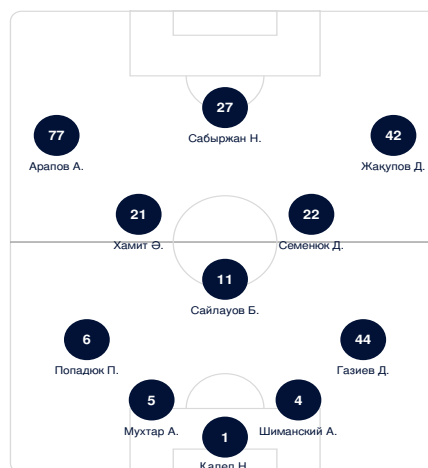 27
Сабыржан Н.
77
Арапов А.
42
Жақупов Д.
21
Хамит Ә.
22
Семенюк Д.
11
Сайлауов Б.
6
Попадюк П.
44
Газиев Д.
5
Мухтар А.
4
Шиманский А.
1
Калел Н.